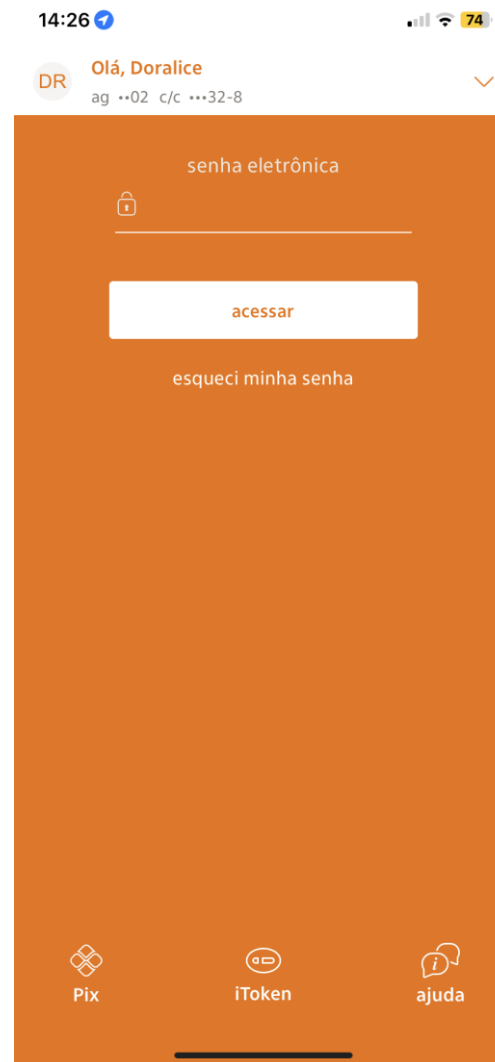 14:26
74
DR
Olá, Doralice
ag ••02 c/c •••32-8
senha eletrônica
acessar
esqueci minha senha
Pix
iToken
ajuda